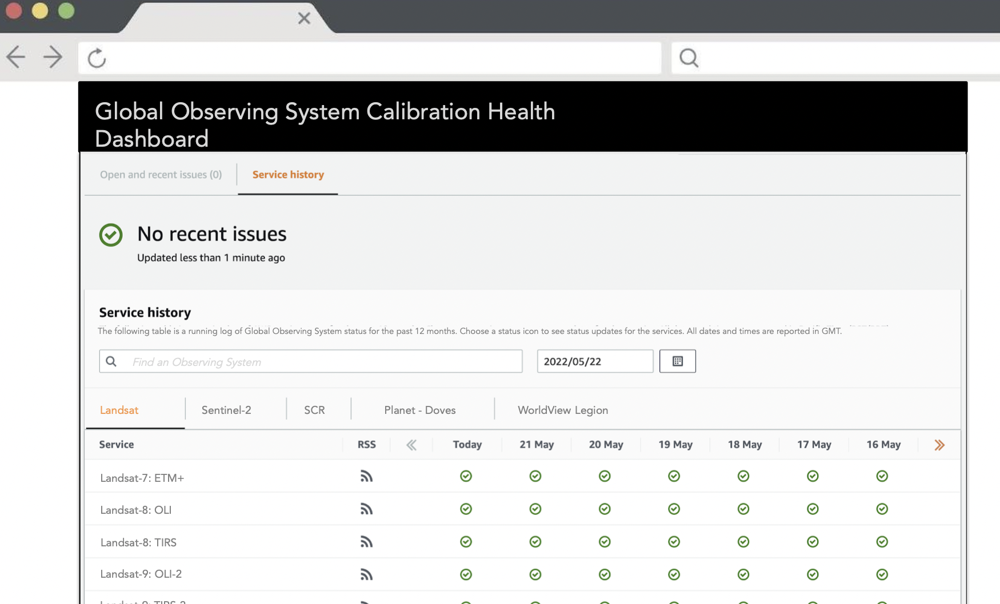 Global Observing System Calibration Health
Dashboard
Open and recent issues (0)
Service history
No recent issues
Updated less than 1 minute ago
Service history
The following table is a running log of Global Observing System status for the past 12 months. Choose a status icon to see status updates for the services. All dates and times are reported in GMT.
Find an Observing System
2022/05/22
Landsat Sentinel-2 SCR Planet - Doves WorldView Legion
Service RSS Today 21 May 20 May 19 May 18 May 17 May 16 May
Landsat-7: ETM+
Landsat-8: OLI
Landsat-8: TIRS
Landsat-9: OLI-2